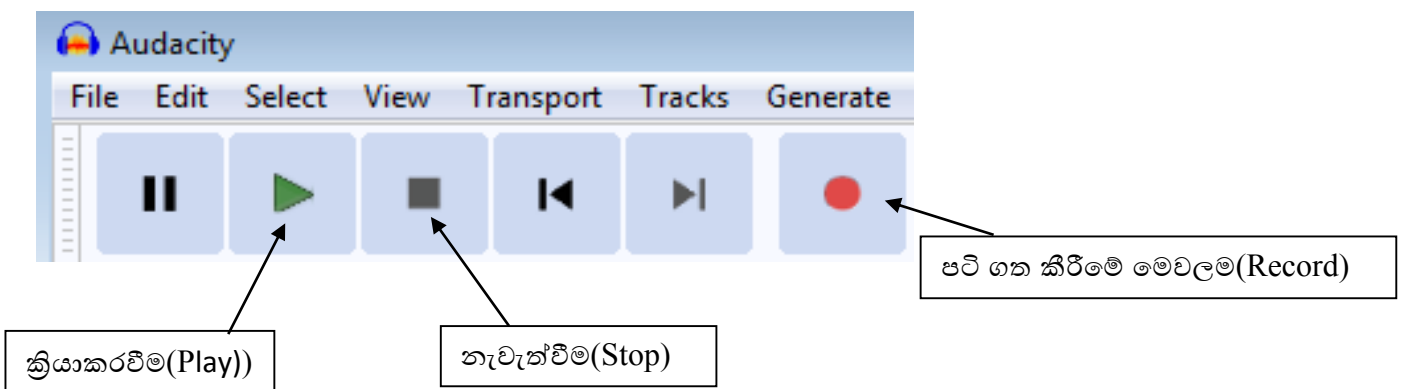 Audacity
File Edit Select View Transport Tracks Generate
පටි ගත කීරීමේ මෙවලම(Record)
ක්‍රියාකරවීම(Play))
නැවැත්වීම(Stop)